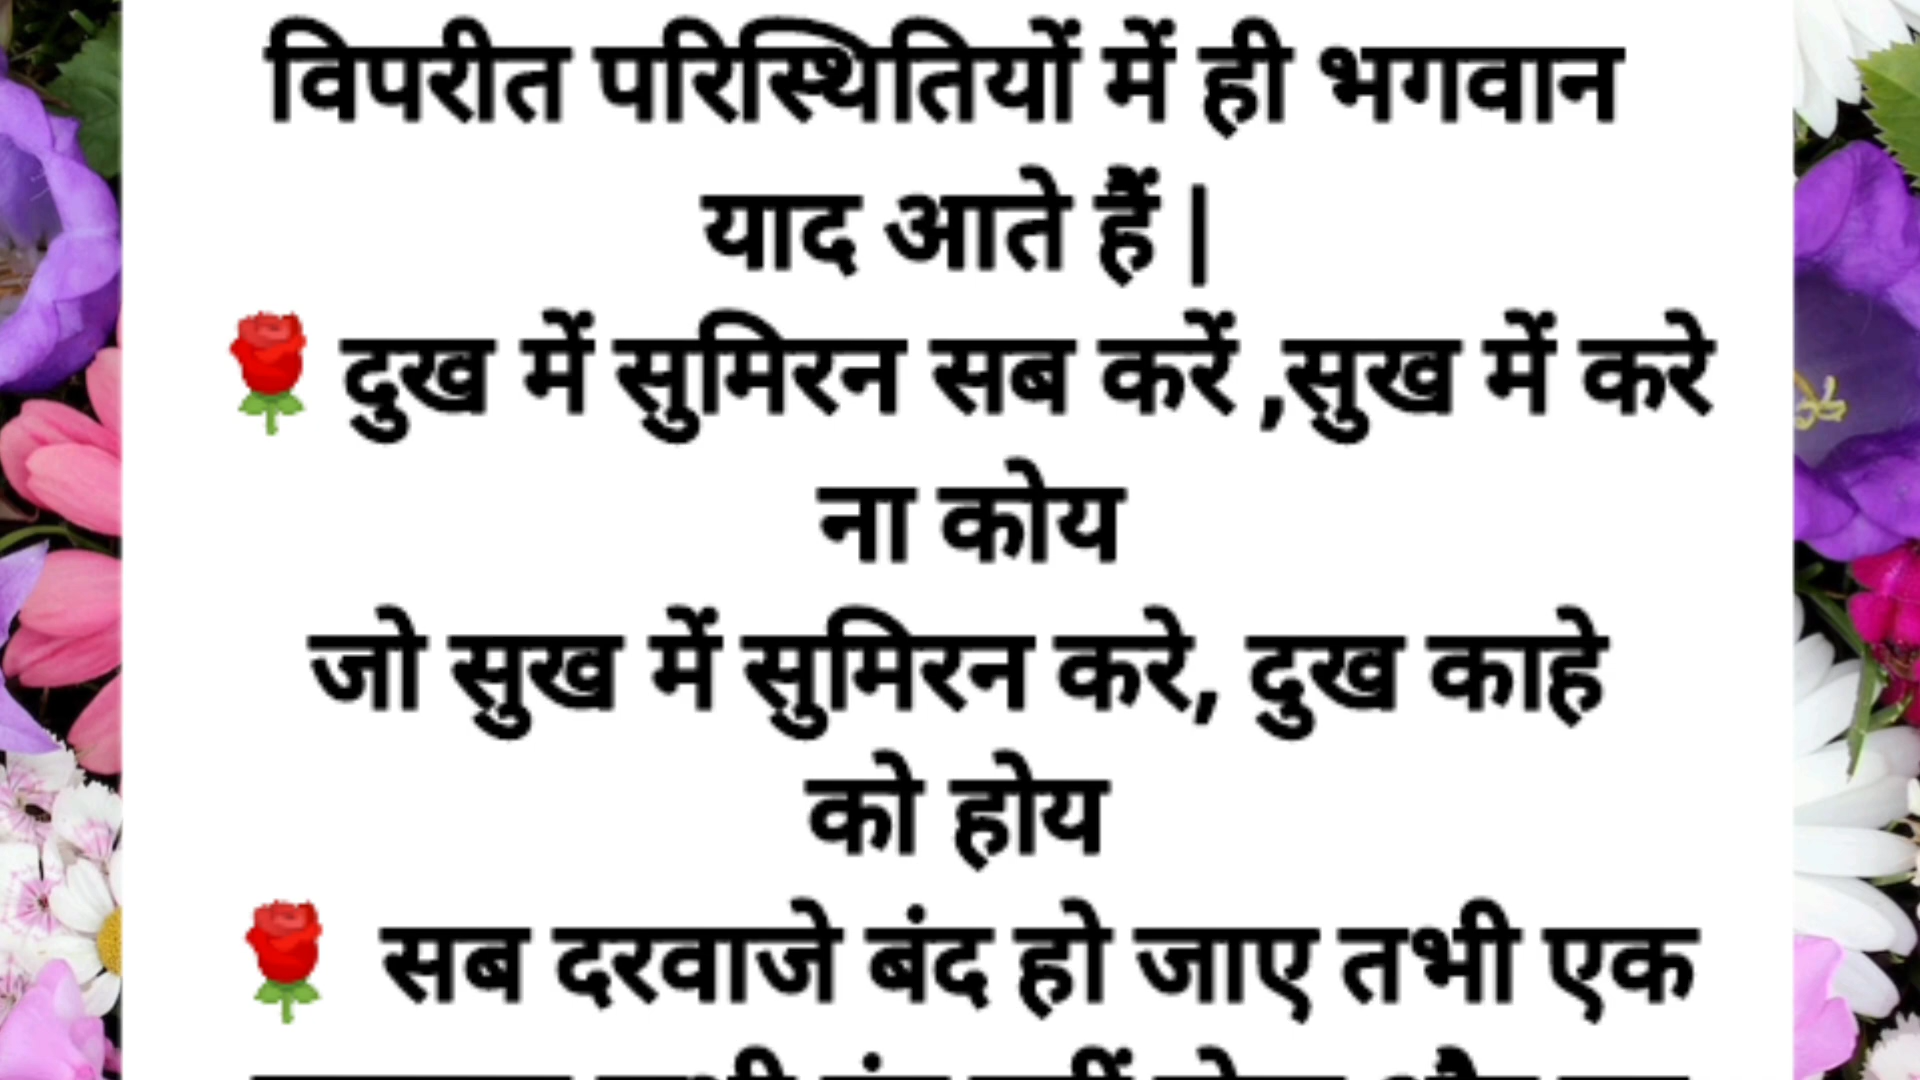 विपरीत परिस्थितियों में ही भगवान
याद आते हैं |
🌹दुख में सुमिरन सब करें ,सुख में करे
ना कोय
जो सुख में सुमिरन करे, दुख काहे
को होय
🌹 सब दरवाजे बंद हो जाए तभी एक